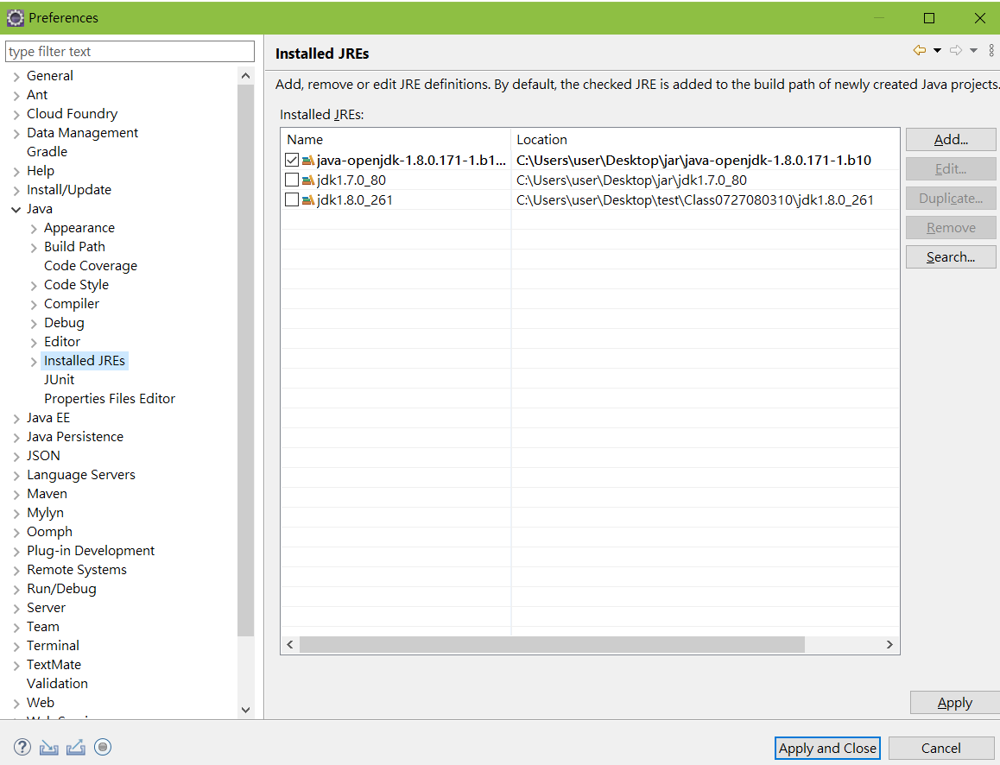 Preferences
type filter text
General
Ant
Cloud Foundry
Data Management
Gradle
Help
Install/Update
Java
Appearance
Build Path
Code Coverage
Code Style
Compiler
Debug
Editor
Installed JREs
JUnit
Properties Files Editor
Java EE
Java Persistence
JSON
Language Servers
Maven
Mylyn
Oomph
Plug-in Development
Remote Systems
Run/Debug
Server
Team
Terminal
TextMate
Validation
Web
Installed JREs
Add, remove or edit JRE definitions. By default, the checked JRE is added to the build path of newly created Java projects.
Installed JREs:
Name Location
java-openjdk-1.8.0.171-1.b1... C:\Users\user\Desktop\jar\java-openjdk-1.8.0.171-1.b10
jdk1.7.0_80 C:\Users\user\Desktop\jar\jdk1.7.0_80
jdk1.8.0_261 C:\Users\user\Desktop\test\Class0727080310\jdk1.8.0_261
Add...
Edit...
Duplicate...
Remove
Search...
Apply
Apply and Close Cancel